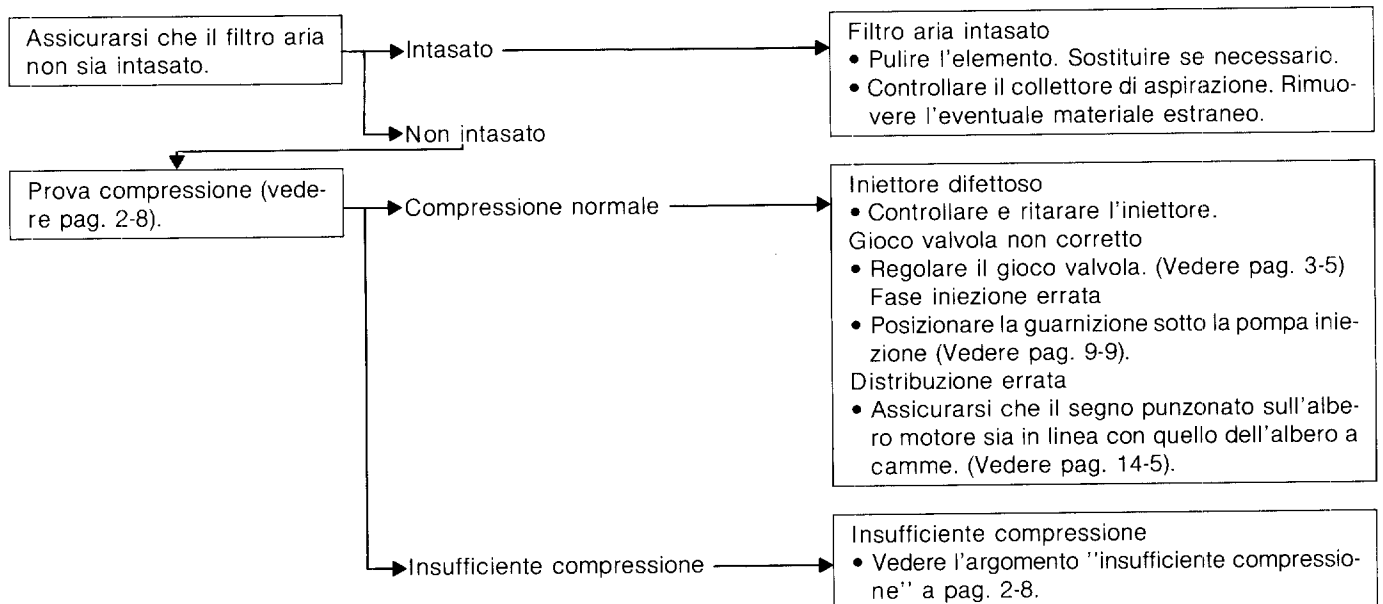 Assicurarsi che il filtro aria
non sia intasato.
Intasato
Filtro aria intasato
• Pulire l'elemento. Sostituire se necessario.
• Controllare il collettore di aspirazione. Rimuo-
vere l'eventuale materiale estraneo.
Non intasato
Prova compressione (vede-
re pag. 2-8).
Compressione normale
Iniettore difettoso
• Controllare e ritarare l'iniettore.
Gioco valvola non corretto
• Regolare il gioco valvola. (Vedere pag. 3-5)
Fase iniezione errata
• Posizionare la guarnizione sotto la pompa inie-
zione (Vedere pag. 9-9).
Distribuzione errata
• Assicurarsi che il segno punzonato sull'albe-
ro motore sia in linea con quello dell'albero a
camme. (Vedere pag. 14-5).
Insufficiente compressione
Insufficiente compressione
• Vedere l'argomento ''insufficiente compressio-
ne'' a pag. 2-8.